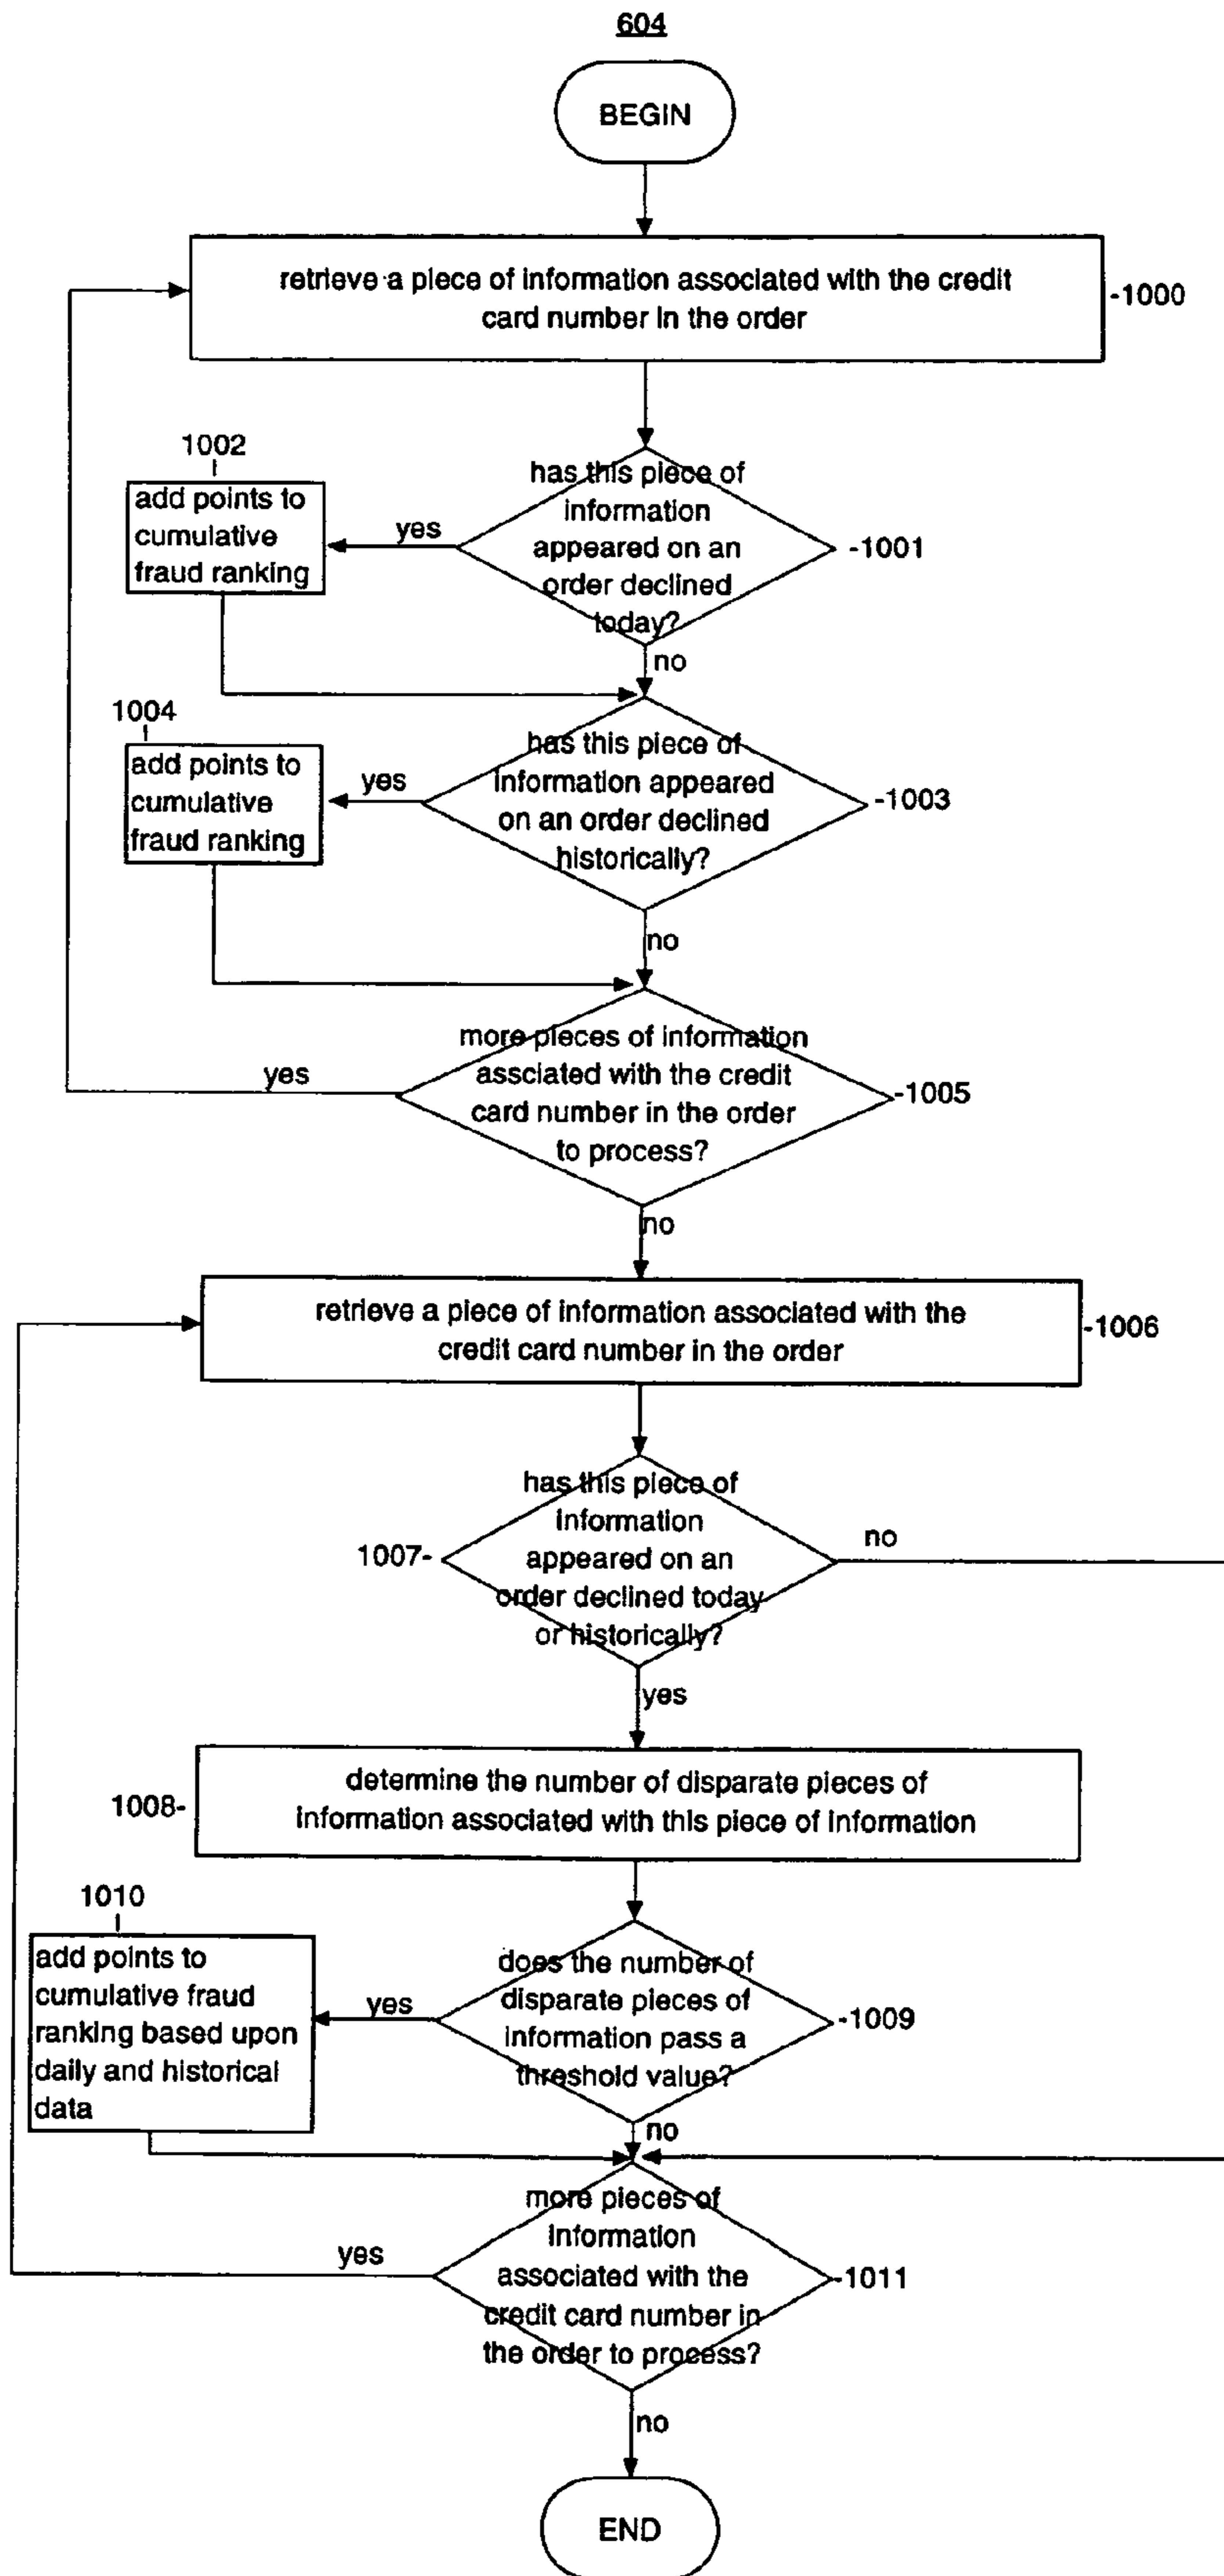 604
BEGIN
retrieve a piece of information associated with the credit
card number in the order
-1000
1002
add points to
cumulative
fraud ranking
yes
has this piece of
information
appeared on an
order declined
today?
-1001
no
1004
add points to
cumulative
fraud ranking
yes
has this piece of
information appeared
on an order declined
historically?
-1003
no
more pieces of information
assciated with the credit
card number in the order
to process?
yes
-1005
no
retrieve a piece of information associated with the
credit card number in the order
-1006
has this piece of
information
appeared on an
order declined today
or historically?
1007-
no
yes
determine the number of disparate pieces of
information associated with this piece of information
1008-
1010
add points to
cumulative fraud
ranking based upon
daily and historical
data
yes
does the number of
disparate pieces of
information pass a
threshold value?
-1009
no
more pieces of
information
associated with the
credit card number in
the order to process?
yes
-1011
no
END